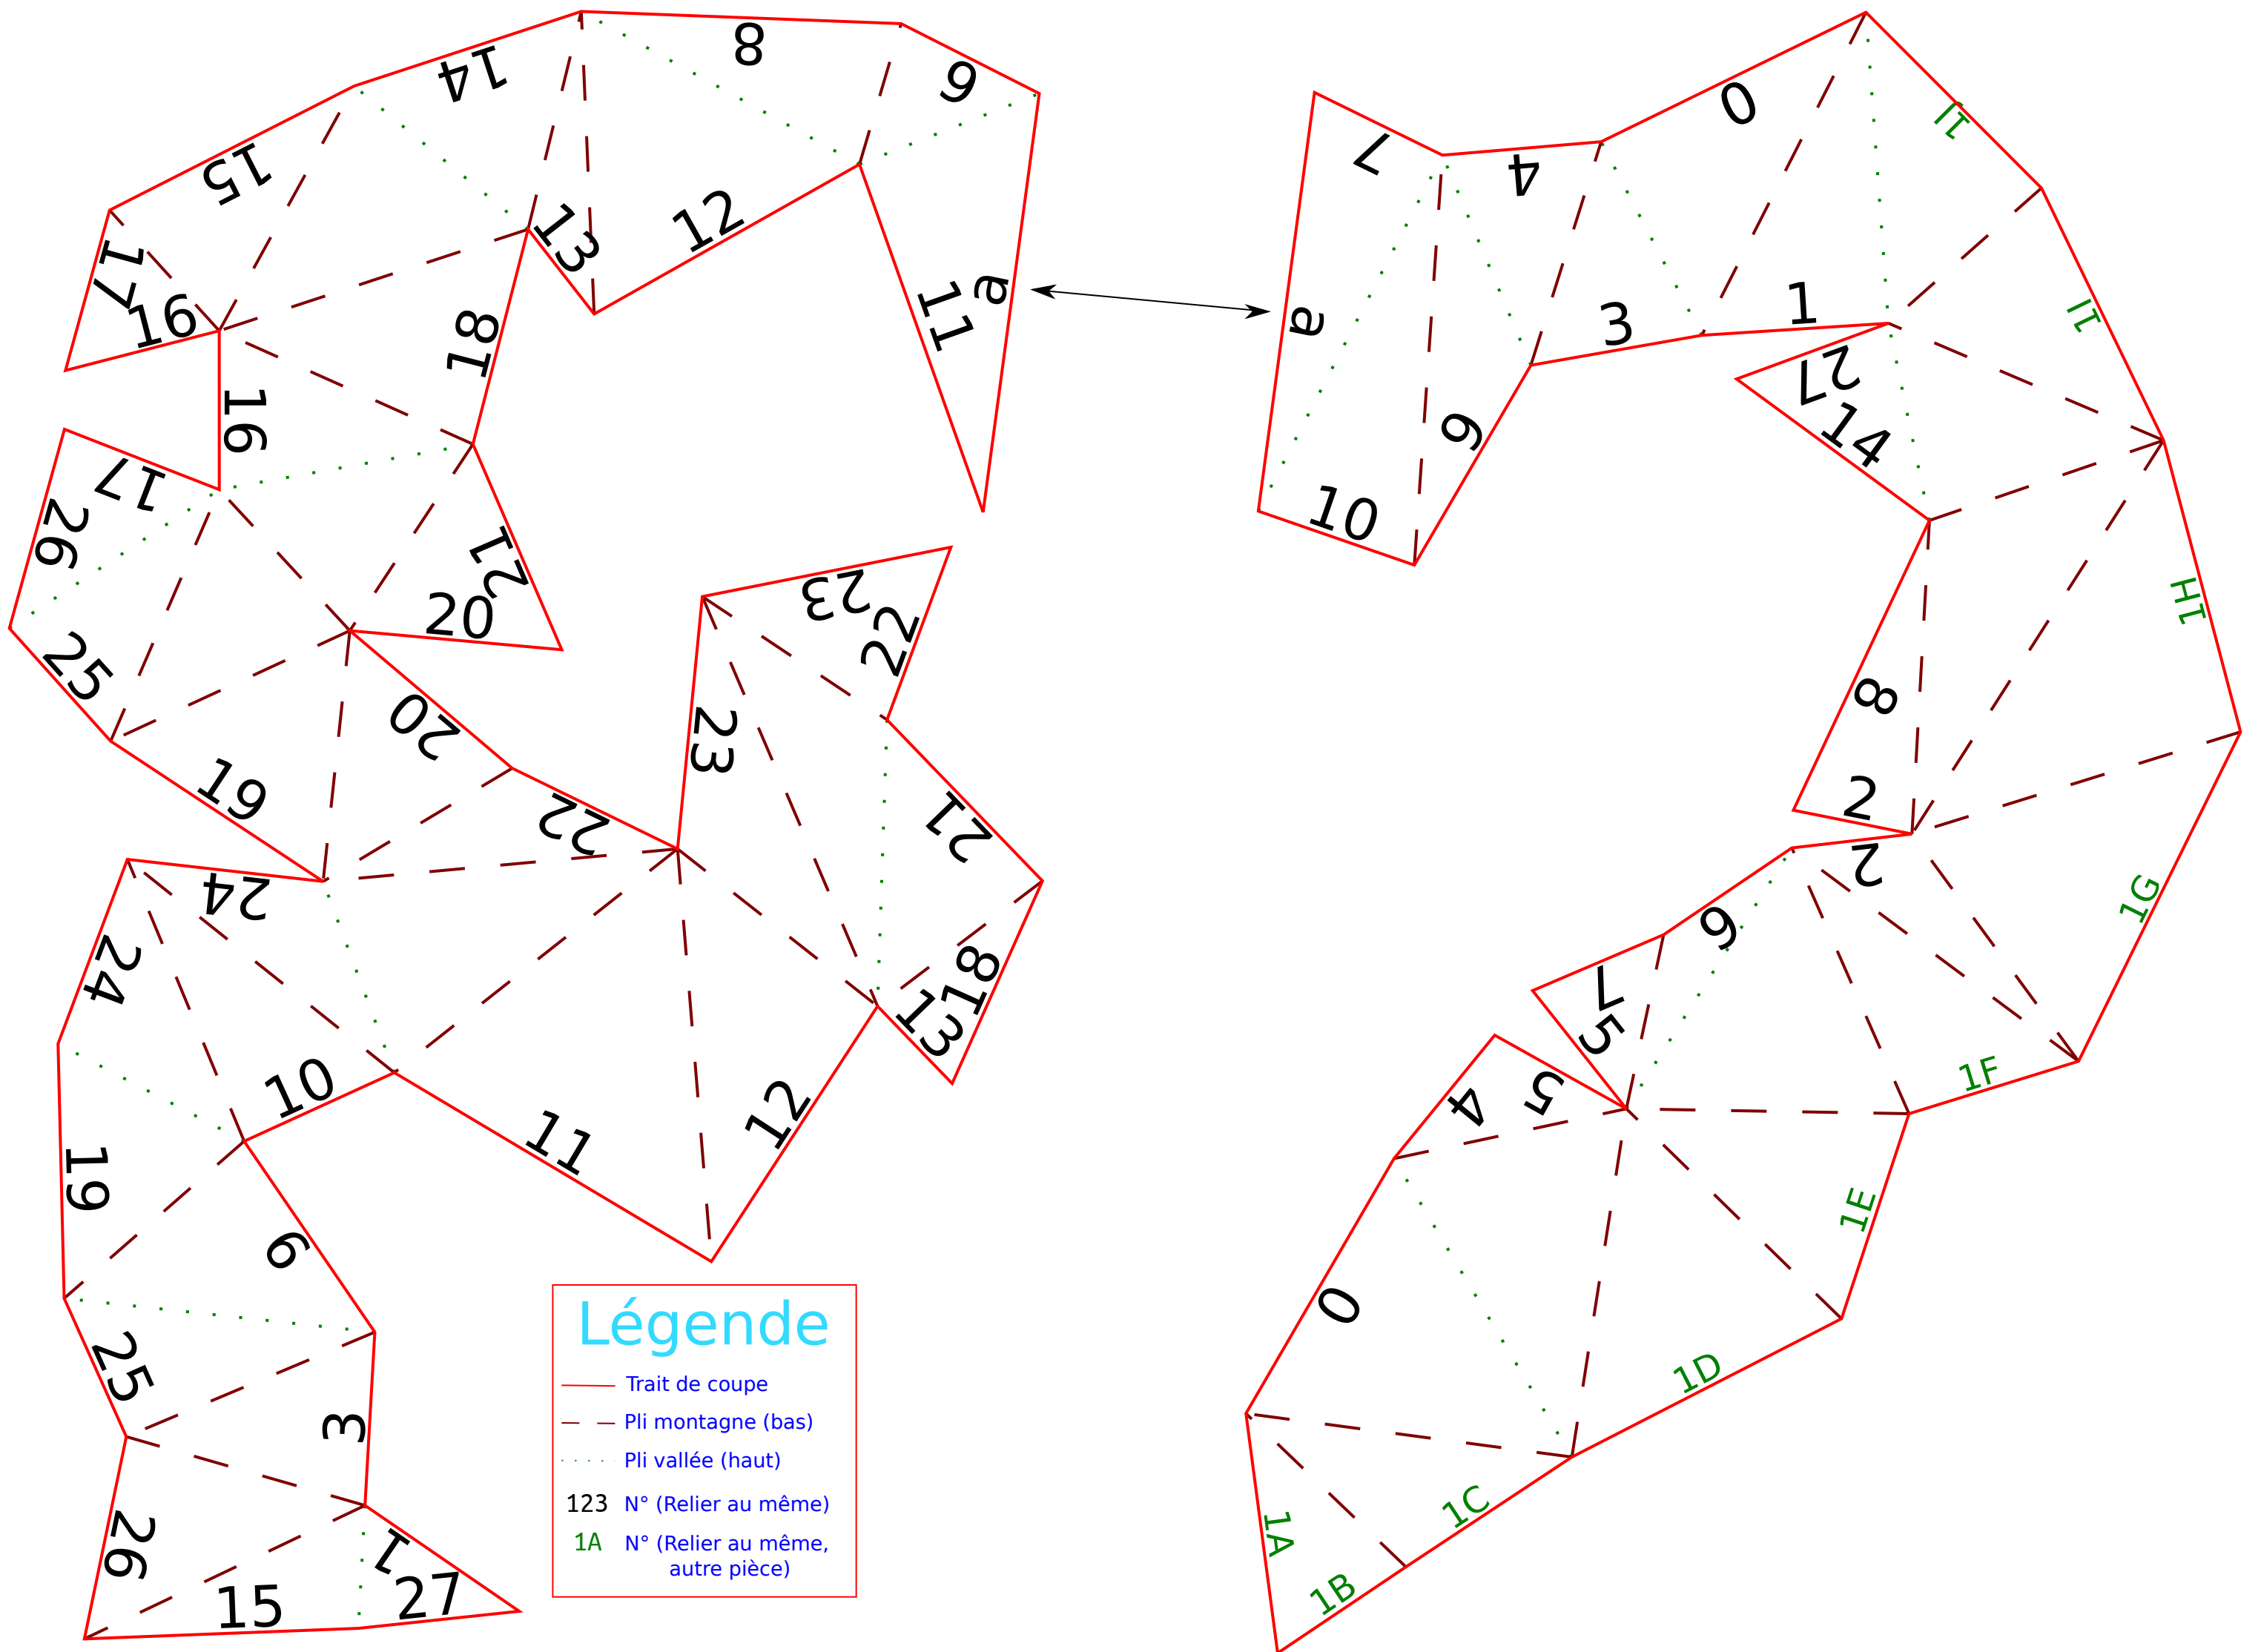 14
8
6
15
13
12
17
16
16
18
11
a
17
26
21
20
25
20
19
22
23
23
22
21
18
13
12
11
24
24
10
19
9
25
3
26
1
15
27
7
4
0
1J
a
3
1
1I
9
10
27
14
1H
8
2
2
1G
6
7
5
5
4
1F
1E
0
1D
1C
1A
1B
Légende
Trait de coupe
Pli montagne (bas)
Pli vallée (haut)
123 N° (Relier au même)
1A N° (Relier au même,
autre pièce)